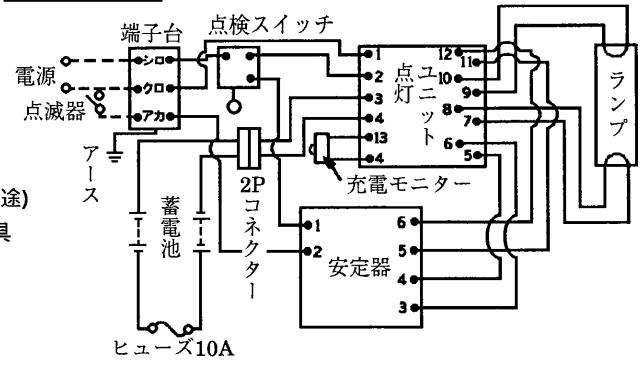 点検スイッチ
端子台
シロ
クロ
アカ
電源
点滅器
アース
途)
具
1
2
3
4
13
4
点灯
ユニット
12
11
10
9
8
7
6
5
ランプ
充電モニター
2P
コネクター
蓄電池
1
2
安定器
6
5
4
3
ヒューズ10A